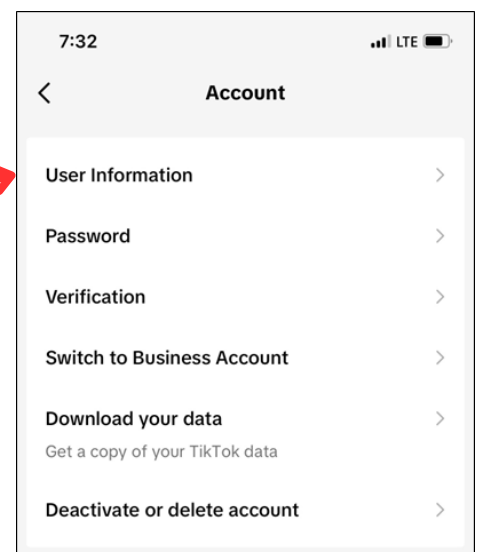 7:32 LTE
Account
User Information
Password
Verification
Switch to Business Account
Download your data
Get a copy of your TikTok data
Deactivate or delete account